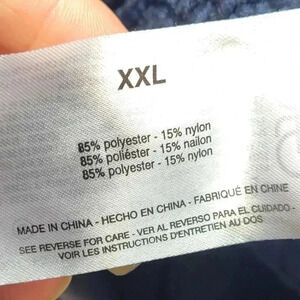 XXL
85% polyester - 15% nylon
85% poliéster - 15% nailon
85% polyester - 15% nylon
MADE IN CHINA - HECHO EN CHINA - FABRIQUÉ EN CHINE
SEE REVERSE FOR CARE - VER AL REVERSO PARA EL CUIDADO -
VOIR LES INSTRUCTIONS D'ENTRETIEN AU-DOS